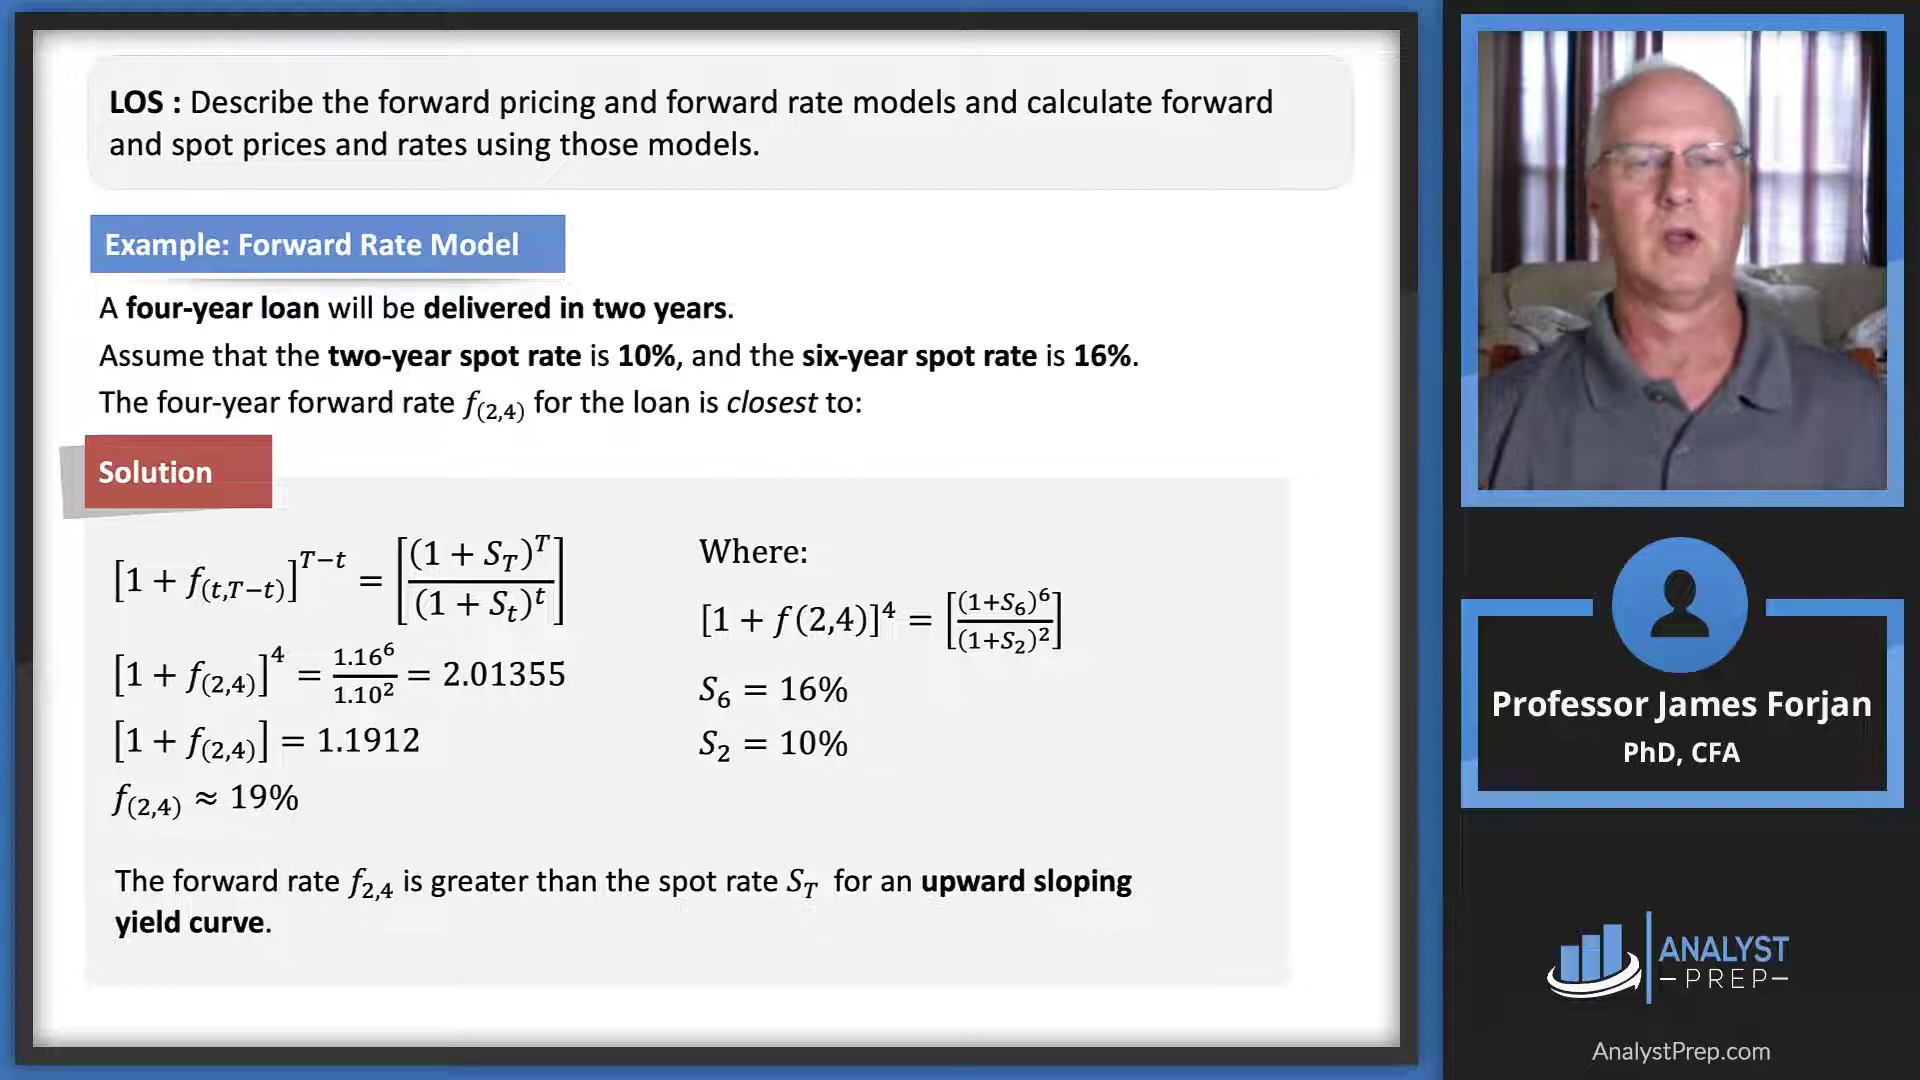 LOS : Describe the forward pricing and forward rate models and calculate forward
and spot prices and rates using those models.
Example: Forward Rate Model
A four-year loan will be delivered in two years.
Assume that the two-year spot rate is 10%, and the six-year spot rate is 16%.
The four-year forward rate f(2,4) for the loan is closest to:
Solution
[1 + f(t,T−t)]^T−t = [(1 + S_T)^T / (1 + S_t)^t]
[1 + f(2,4)]^4 = 1.16^6 / 1.10^2 = 2.01355
[1 + f(2,4)] = 1.1912
f(2,4) ≈ 19%
Where:
[1 + f(2,4)]^4 = [(1+S_6)^6 / (1+S_2)^2]
S_6 = 16%
S_2 = 10%
The forward rate f_2,4 is greater than the spot rate S_T for an upward sloping
yield curve.
Professor James Forjan
PhD, CFA
ANALYST
–PREP–
AnalystPrep.com